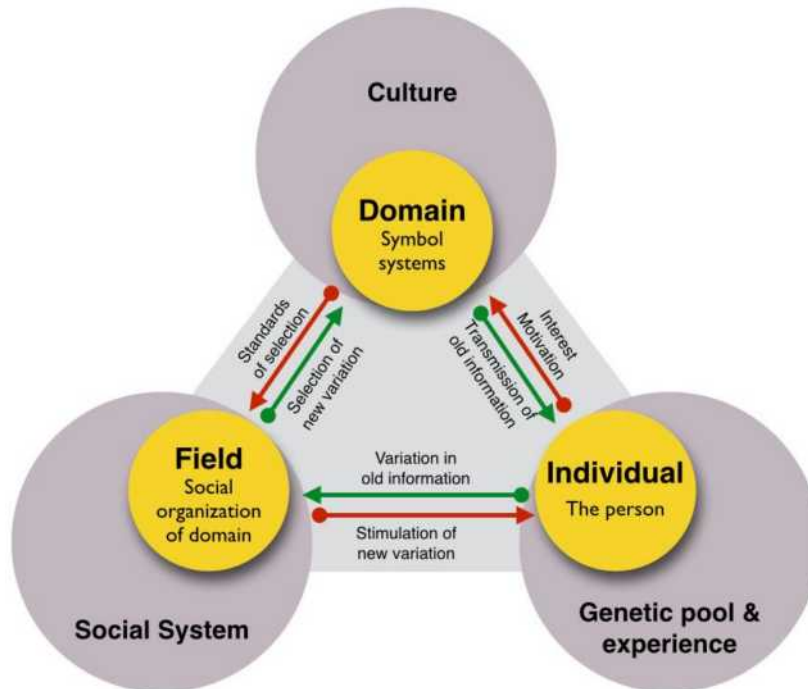 Culture
Domain
Symbol
systems
Standards
of selection
Selection of
new variation
Transmission of
old information
Interest
Motivation
Field
Social
organization
of domain
Variation in
old information
Stimulation of
new variation
Individual
The person
Social System
Genetic pool &
experience